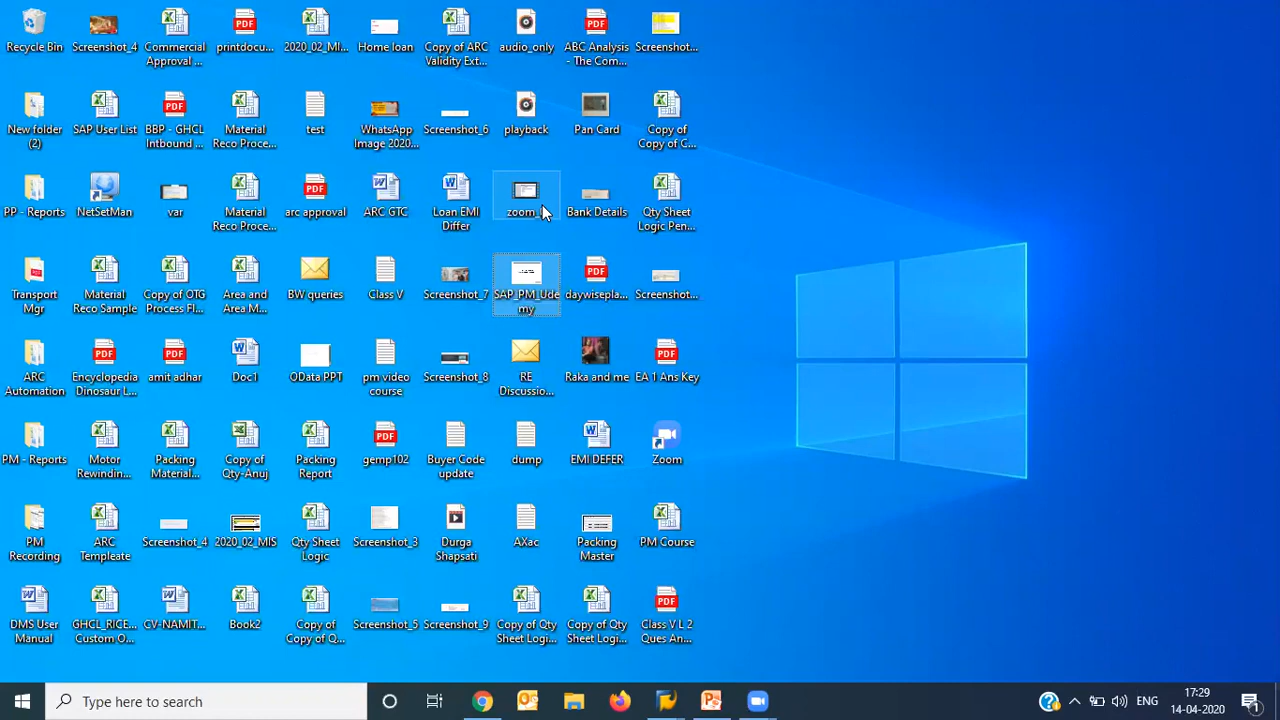 Recycle Bin
Screenshot_4
Commercial
Approval ...
printdocu...
2020_02_MI...
Home loan
Copy of ARC
Validity Ext...
audio_only
ABC Analysis
- The Com...
Screenshot...
New folder
(2)
SAP User List
BBP - GHCL
Inbound ...
Material
Reco Proce...
test
WhatsApp
Image 2020...
Screenshot_6
playback
Pan Card
Copy of
Copy of C...
PP - Reports
NetSetMan
var
Material
Reco Proce...
arc approval
ARC GTC
Loan EMI
Differ
Bank Details
Qty Sheet
Logic Pen...
Transport
Mgr
Material
Reco Sample
Copy of OTG
Process Fl...
Area and
Area M...
BW queries
Class V
Screenshot_7
SAP_PM_Ude
my
daywisepla...
Screenshot...
ARC
Automation
Encyclopedia
Dinosaur L...
amit adhar
Doc1
OData PPT
pm video
course
Screenshot_8
RE
Discussio...
Raka and me
EA 1 Ans Key
PM - Reports
Motor
Rewindin...
Packing
Material...
Copy of
Qty-Anuj
Packing
Report
gemp102
Buyer Code
update
dump
EMI DEFER
Zoom
PM
Recording
ARC
Templeate
Screenshot_4
2020_02_MIS
Qty Sheet
Logic
Screenshot_3
Durga
Shapsati
AXac
Packing
Master
PM Course
DMS User
Manual
GHCL_RICE...
Custom O...
CV-NAMIT...
Book2
Copy of
Copy of Q...
Screenshot_5
Screenshot_9
Copy of Qty
Sheet Logi...
Copy of Qty
Sheet Logi...
Class V L 2
Ques An...
Type here to search
ENG
17:29
14-04-2020